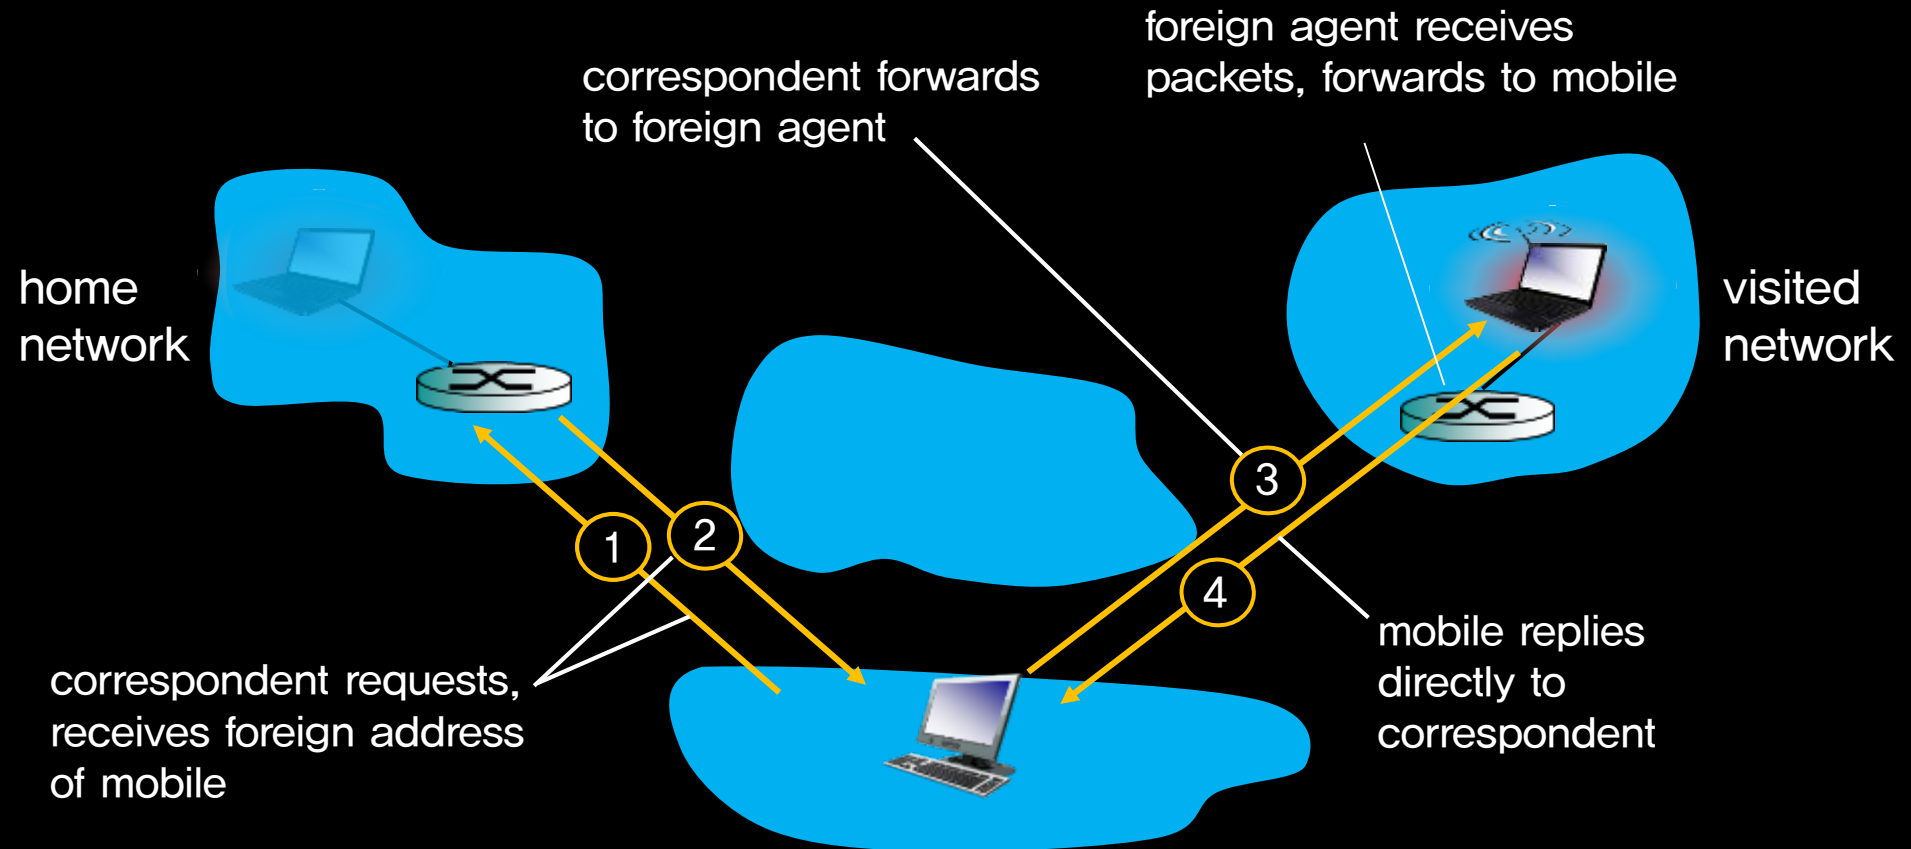 foreign agent receives
packets, forwards to mobile
correspondent forwards
to foreign agent
home
network
visited
network
3
1
2
4
mobile replies
directly to
correspondent
correspondent requests,
receives foreign address
of mobile